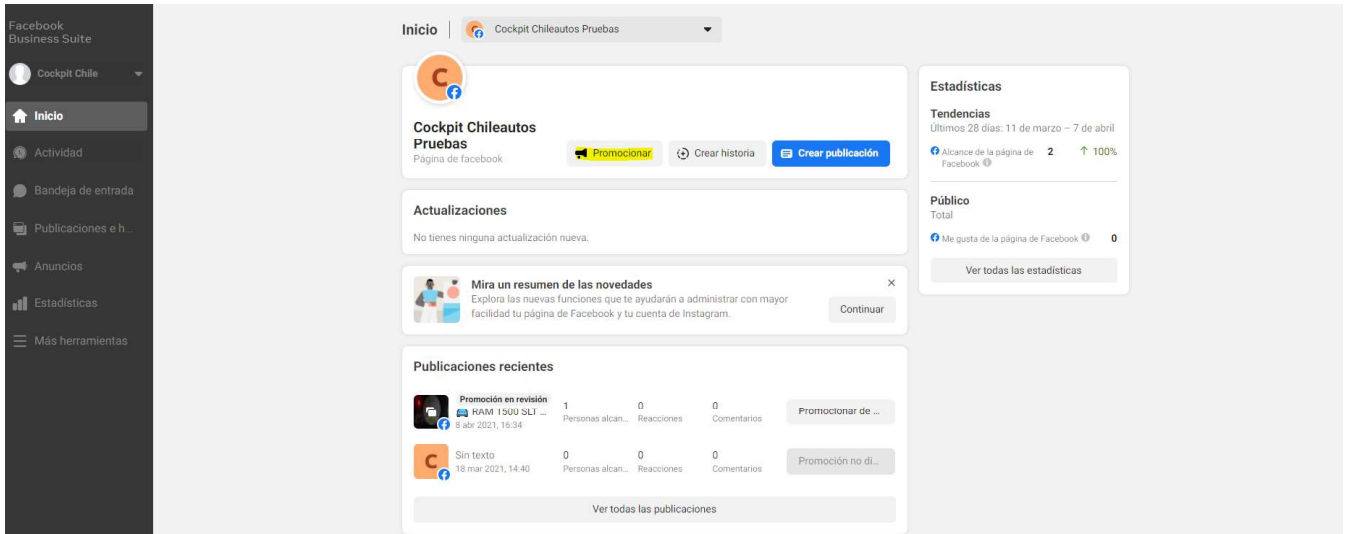 Facebook
Business Suite
Cockpit Chile
Inicio
Actividad
Bandeja de entrada
Publicaciones e h...
Anuncios
Estadísticas
Más herramientas
Inicio
Cockpit Chileautos Pruebas
C
Cockpit Chileautos
Pruebas
Página de facebook
Promocionar
Crear historia
Crear publicación
Actualizaciones
No tienes ninguna actualización nueva.
Mira un resumen de las novedades
Explora las nuevas funciones que te ayudarán a administrar con mayor
facilidad tu página de Facebook y tu cuenta de Instagram.
Continuar
Publicaciones recientes
Promoción en revisión
RAM 1500 SLT ...
8 abr 2021, 16:34
1
Personas alcan...
0
Reacciones
0
Comentarios
Promocionar de ...
C
Sin texto
18 mar 2021, 14:40
0
Personas alcan...
0
Reacciones
0
Comentarios
Promoción no di...
Ver todas las publicaciones
Estadísticas
Tendencias
Últimos 28 días: 11 de marzo – 7 de abril
Alcance de la página de 2 ↑ 100%
Facebook
Público
Total
Me gusta de la página de Facebook 0
Ver todas las estadísticas